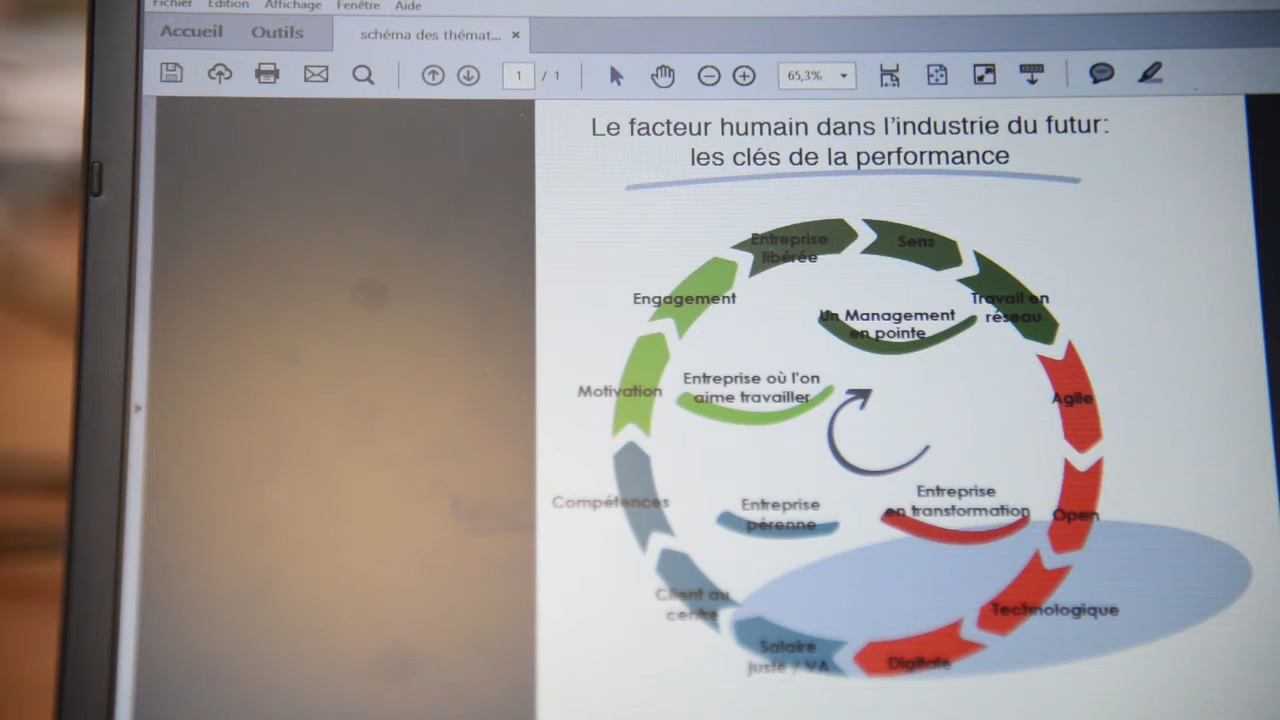 Fichier Edition Affichage Fenêtre Aide
Accueil Outils schéma des thémat... ×
1 / 1 65,3%
Le facteur humain dans l'industrie du futur:
les clés de la performance
Entreprise
libérée
Sens
Travail en
réseau
Engagement
Un Management
en pointe
Motivation
Entreprise où l'on
aime travailler
Agile
Compétences
Entreprise
pérenne
Entreprise
en transformation
Open
Client au
centre
Technologique
Salaire
juste / VA
Digitale